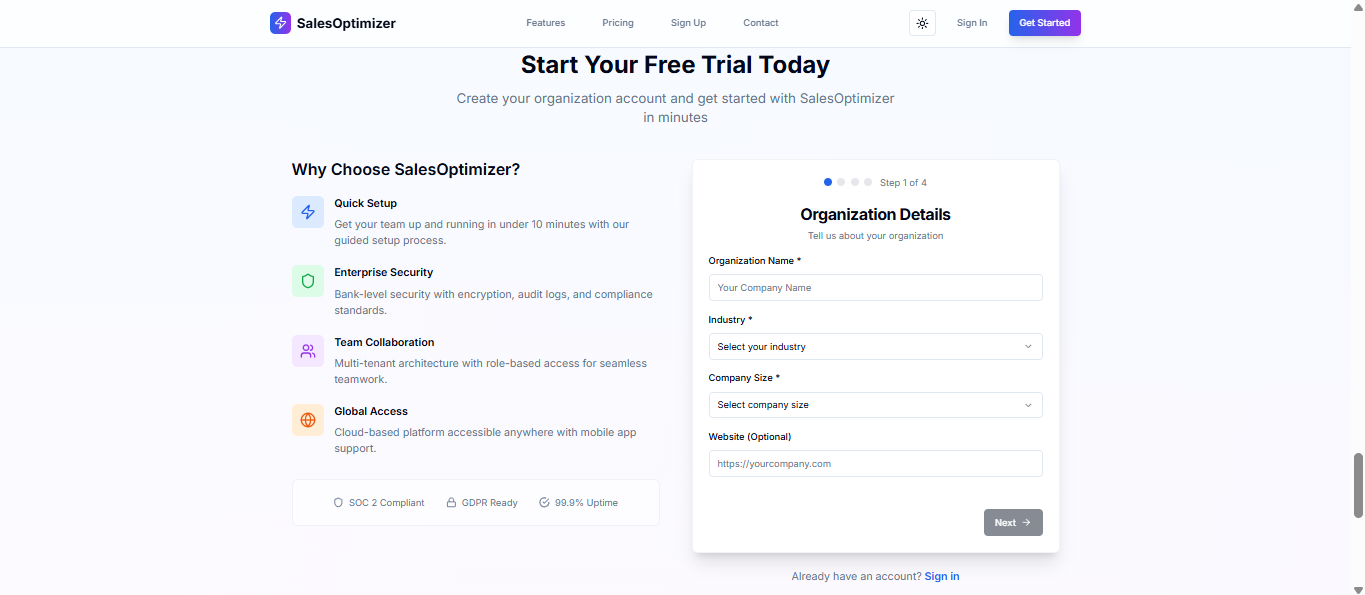 SalesOptimizer
Features
Pricing
Sign Up
Contact
Sign In
Get Started
Start Your Free Trial Today
Create your organization account and get started with SalesOptimizer
in minutes
Why Choose SalesOptimizer?
Quick Setup
Get your team up and running in under 10 minutes with our
guided setup process.
Enterprise Security
Bank-level security with encryption, audit logs, and compliance
standards.
Team Collaboration
Multi-tenant architecture with role-based access for seamless
teamwork.
Global Access
Cloud-based platform accessible anywhere with mobile app
support.
SOC 2 Compliant
GDPR Ready
99.9% Uptime
Step 1 of 4
Organization Details
Tell us about your organization
Organization Name *
Your Company Name
Industry *
Select your industry
Company Size *
Select company size
Website (Optional)
https://yourcompany.com
Next
Already have an account? Sign in